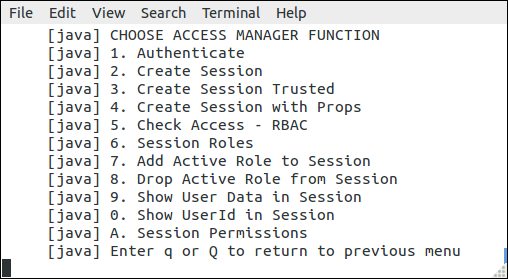 File Edit View Search Terminal Help
[java] CHOOSE ACCESS MANAGER FUNCTION
[java] 1. Authenticate
[java] 2. Create Session
[java] 3. Create Session Trusted
[java] 4. Create Session with Props
[java] 5. Check Access - RBAC
[java] 6. Session Roles
[java] 7. Add Active Role to Session
[java] 8. Drop Active Role from Session
[java] 9. Show User Data in Session
[java] 0. Show UserId in Session
[java] A. Session Permissions
[java] Enter q or Q to return to previous menu